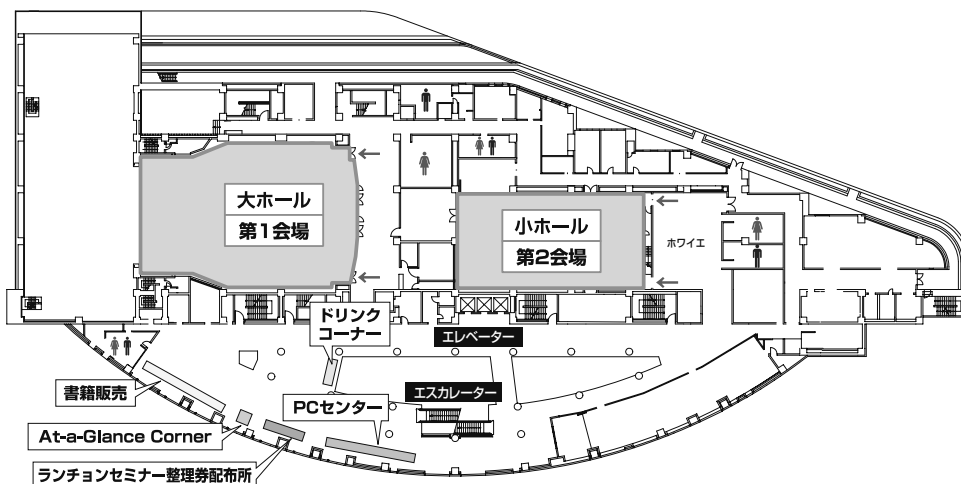 大ホール
第1会場
小ホール
第2会場
ホワイエ
ドリンク
コーナー
エレベーター
エスカレーター
書籍販売
PCセンター
At-a-Glance Corner
ランチョンセミナー整理券配布所